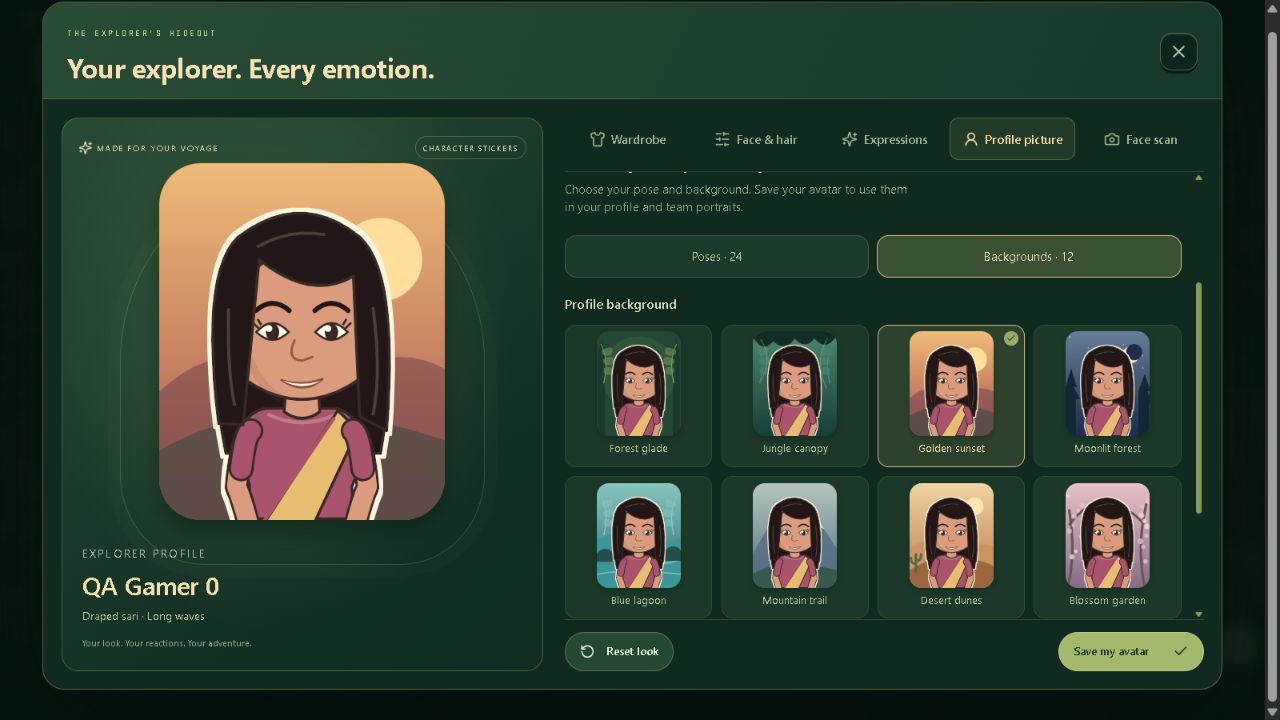 THE EXPLORER'S HIDEOUT
Your explorer. Every emotion.
MADE FOR YOUR VOYAGE
CHARACTER STICKERS
EXPLORER PROFILE
QA Gamer 0
Draped sari · Long waves
Your look. Your reactions. Your adventure.
Wardrobe
Face & hair
Expressions
Profile picture
Face scan
Choose your pose and background. Save your avatar to use them
in your profile and team portraits.
Poses · 24
Backgrounds · 12
Profile background
Forest glade
Jungle canopy
Golden sunset
Moonlit forest
Blue lagoon
Mountain trail
Desert dunes
Blossom garden
Reset look
Save my avatar